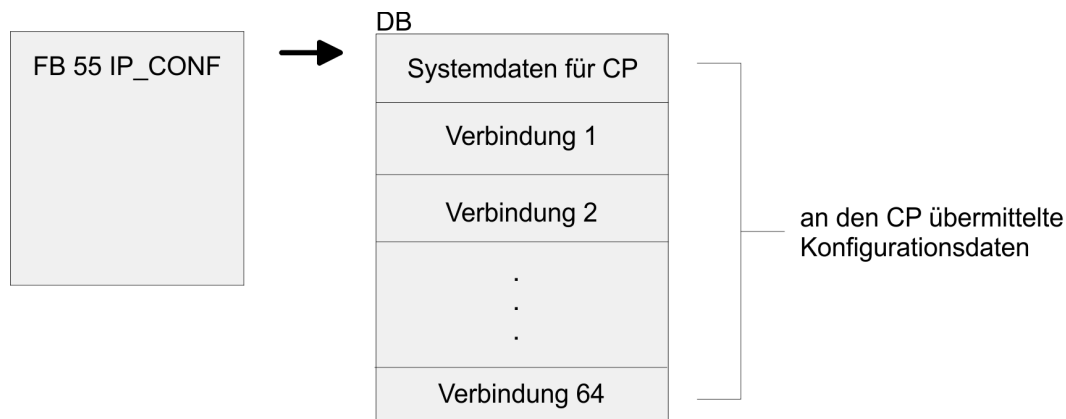 FB 55 IP_CONF
DB
Systemdaten für CP
Verbindung 1
Verbindung 2
.
.
.
Verbindung 64
an den CP übermittelte
Konfigurationsdaten